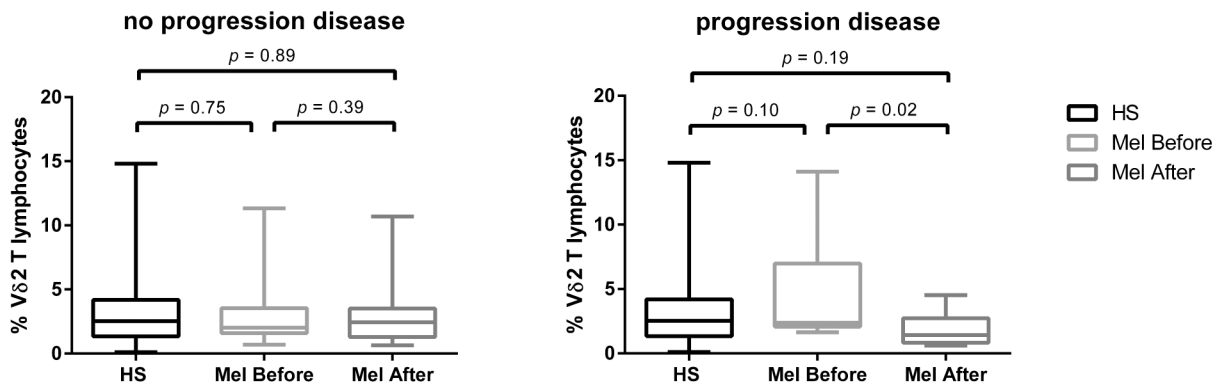 no progression disease
p = 0.89
p = 0.75
p = 0.39
% Vδ2 T lymphocytes
20
15
10
5
0
HS
Mel Before
Mel After
progression disease
p = 0.19
p = 0.10
p = 0.02
% Vδ2 T lymphocytes
20
15
10
5
0
HS
Mel Before
Mel After
HS
Mel Before
Mel After